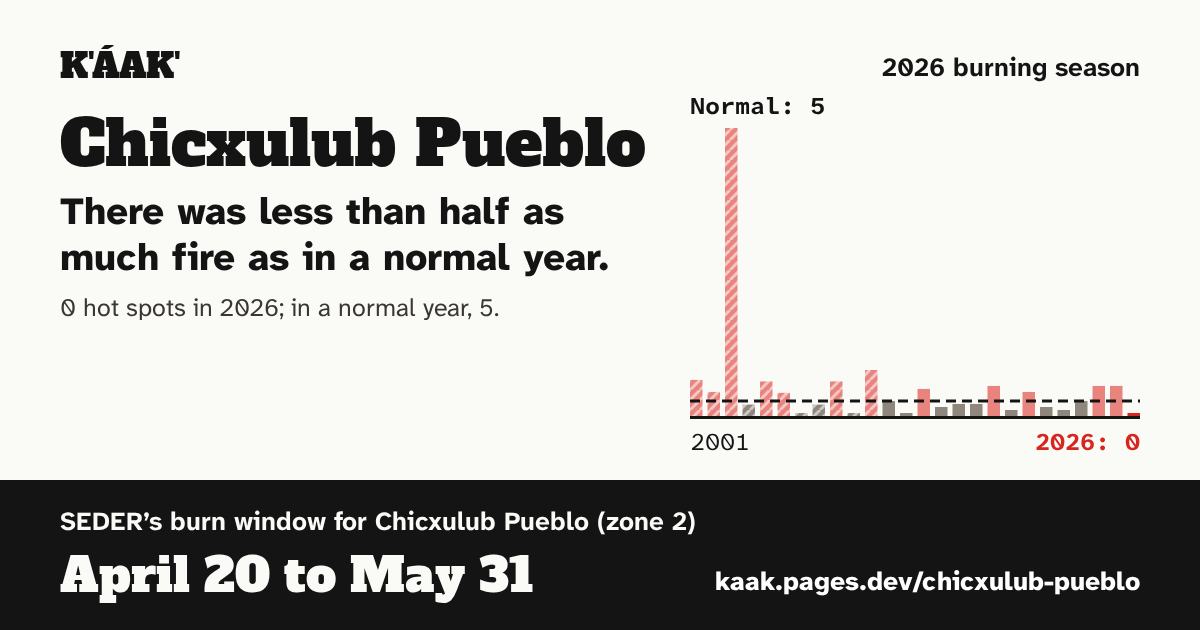 K'ÁAK'
2026 burning season
Chicxulub Pueblo
There was less than half as
much fire as in a normal year.
0 hot spots in 2026; in a normal year, 5.
Normal: 5
2001
2026: 0
SEDER’s burn window for Chicxulub Pueblo (zone 2)
April 20 to May 31
kaak.pages.dev/chicxulub-pueblo